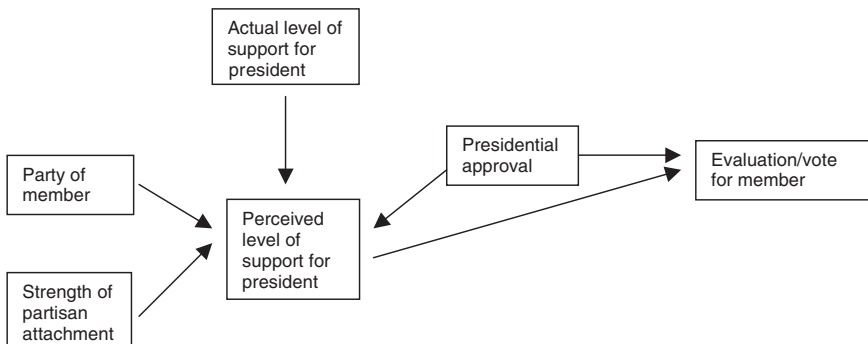 Actual level of
support for
president
Presidential
approval
Evaluation/vote
for member
Party of
member
Perceived
level of
support for
president
Strength of
partisan
attachment